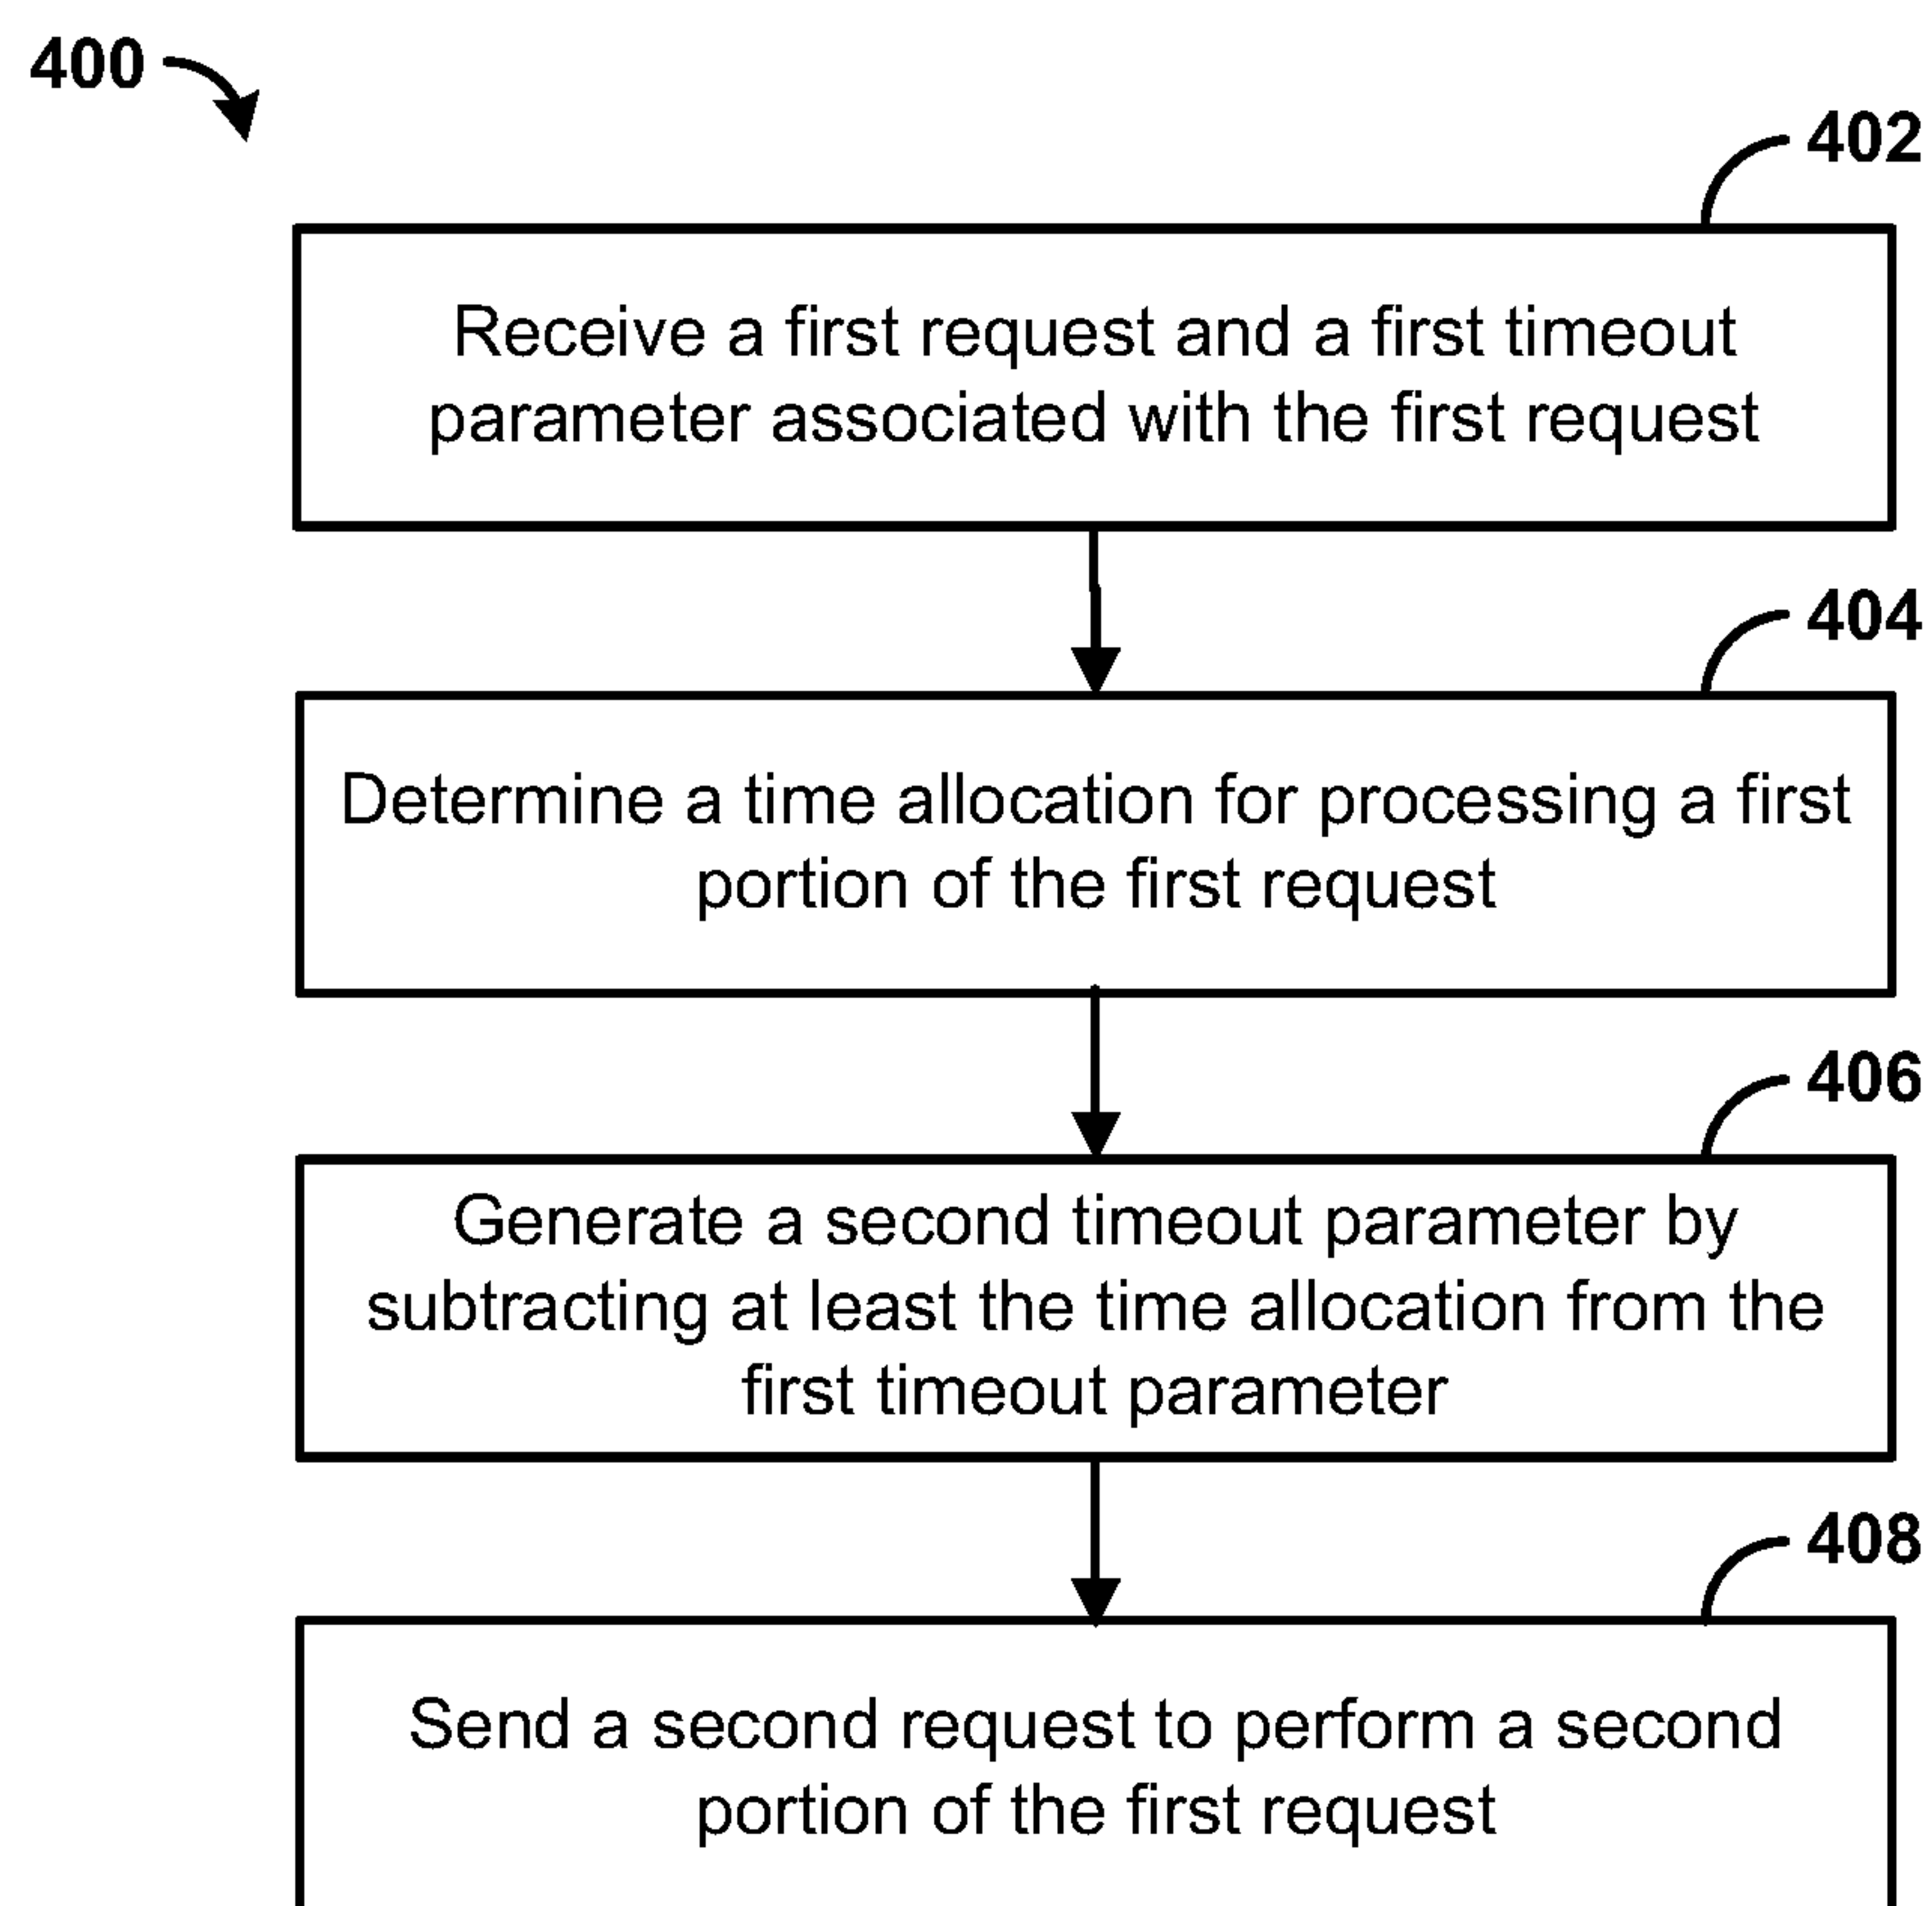 400
402
Receive a first request and a first timeout
parameter associated with the first request
404
Determine a time allocation for processing a first
portion of the first request
406
Generate a second timeout parameter by
subtracting at least the time allocation from the
first timeout parameter
408
Send a second request to perform a second
portion of the first request